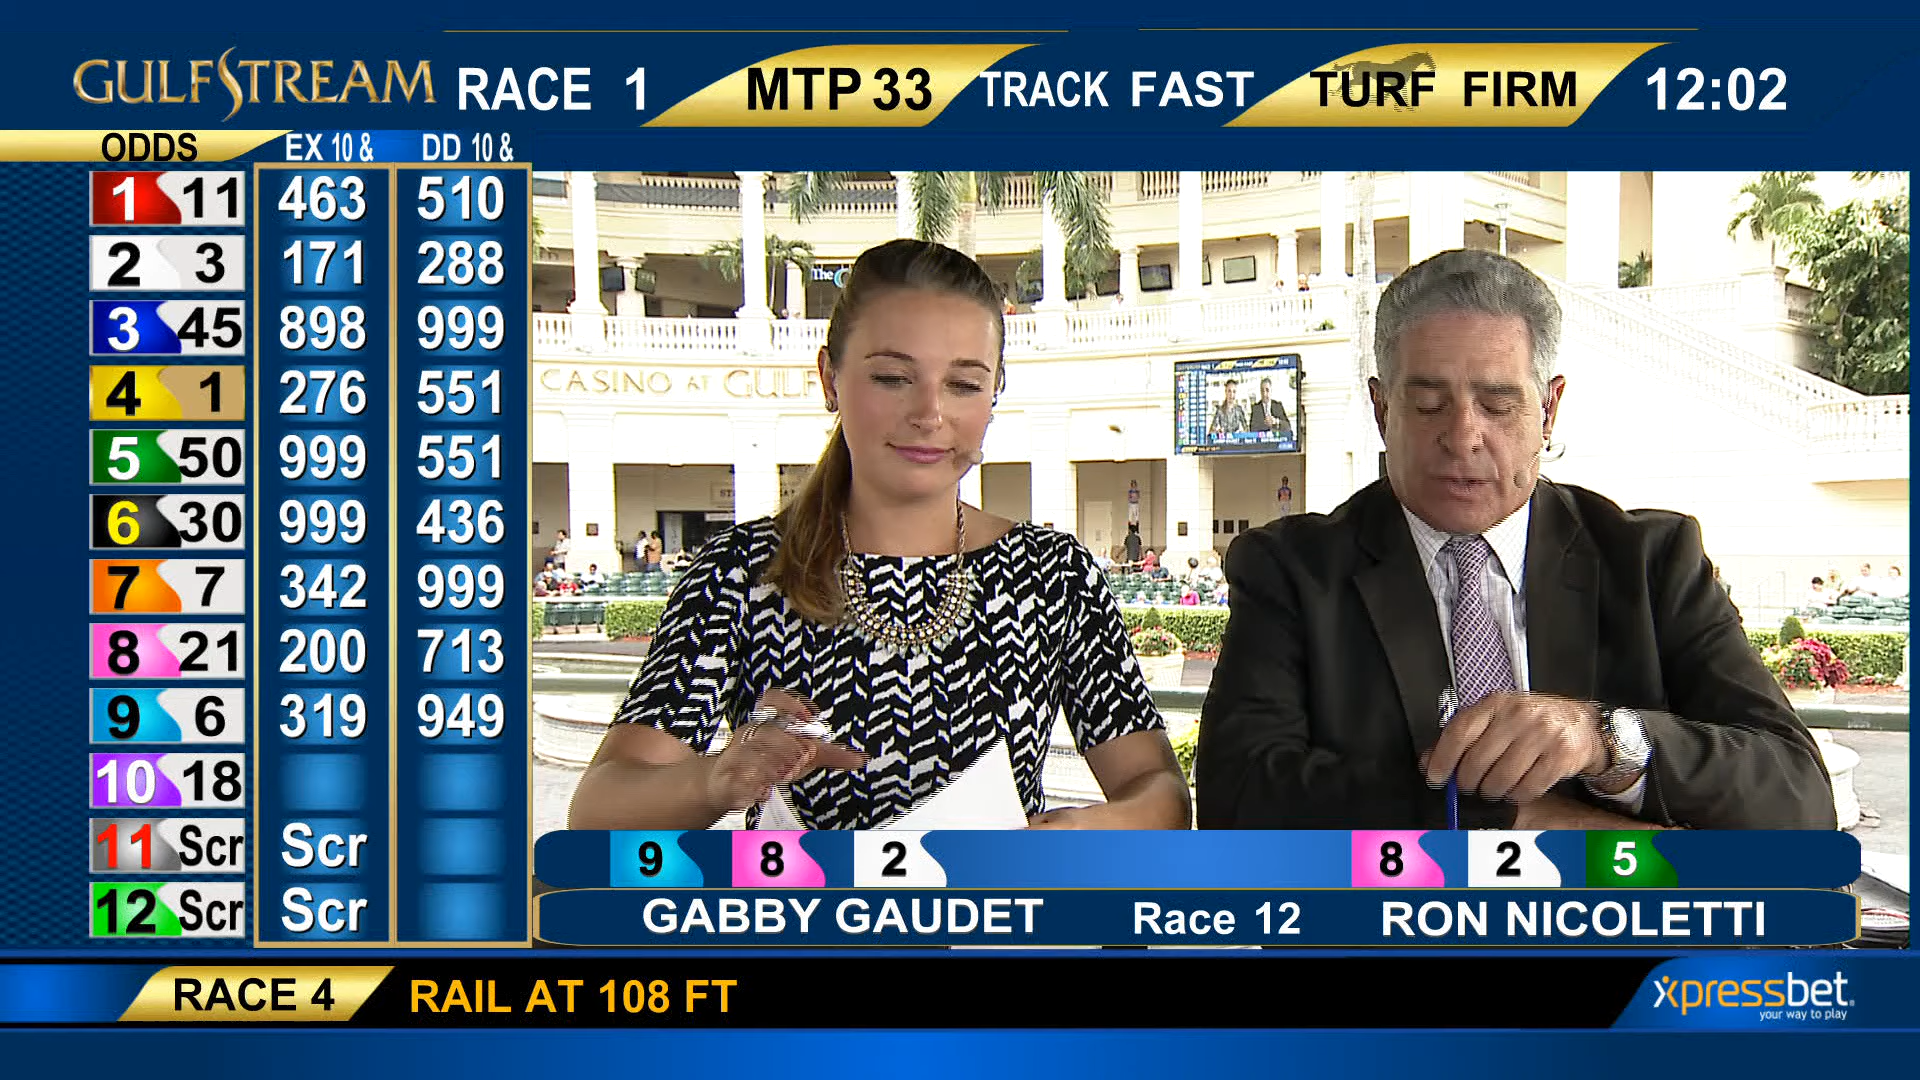 GULFSTREAM RACE 1 MTP 33 TRACK FAST TURF FIRM 12:02
ODDS EX 10 & DD 10 &
1 11 463 510
2 3 171 288
3 45 898 999
4 1 276 551
5 50 999 551
6 30 999 436
7 7 342 999
8 21 200 713
9 6 319 949
10 18
11 Scr Scr
12 Scr Scr
The
CASINO AT GULF
9 8 2 8 2 5
GABBY GAUDET Race 12 RON NICOLETTI
RACE 4 RAIL AT 108 FT
xpressbet.
your way to play